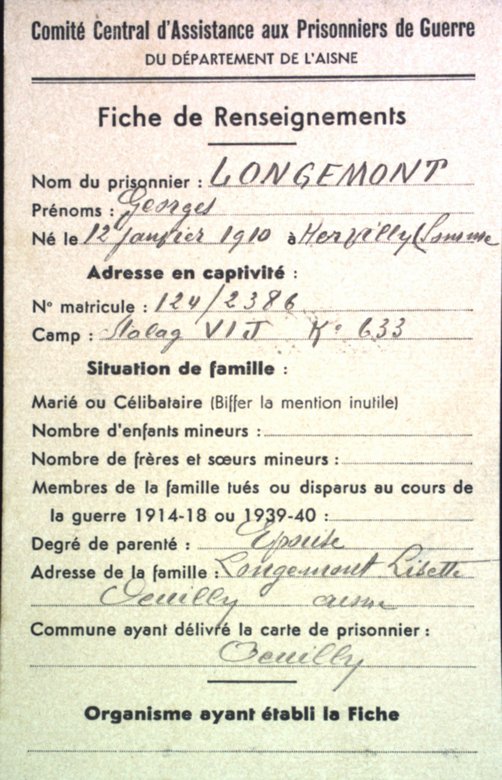 Comité Central d'Assistance aux Prisonniers de Guerre
DU DÉPARTEMENT DE L'AISNE
Fiche de Renseignements
Nom du prisonnier : LONGEMONT
Prénoms : Georges
Né le 12 janvier 1910 à Hervilly (Somme
Adresse en captivité :
N° matricule : 124/2386
Camp : Stalag VI J K° 633
Situation de famille :
Marié ou Célibataire (Biffer la mention inutile)
Nombre d'enfants mineurs :
Nombre de frères et sœurs mineurs :
Membres de la famille tués ou disparus au cours de
la guerre 1914-18 ou 1939-40 :
Degré de parenté : Epouse
Adresse de la famille : Longemont Lisette
Oeuilly aisne
Commune ayant délivré la carte de prisonnier :
Oeuilly
Organisme ayant établi la Fiche